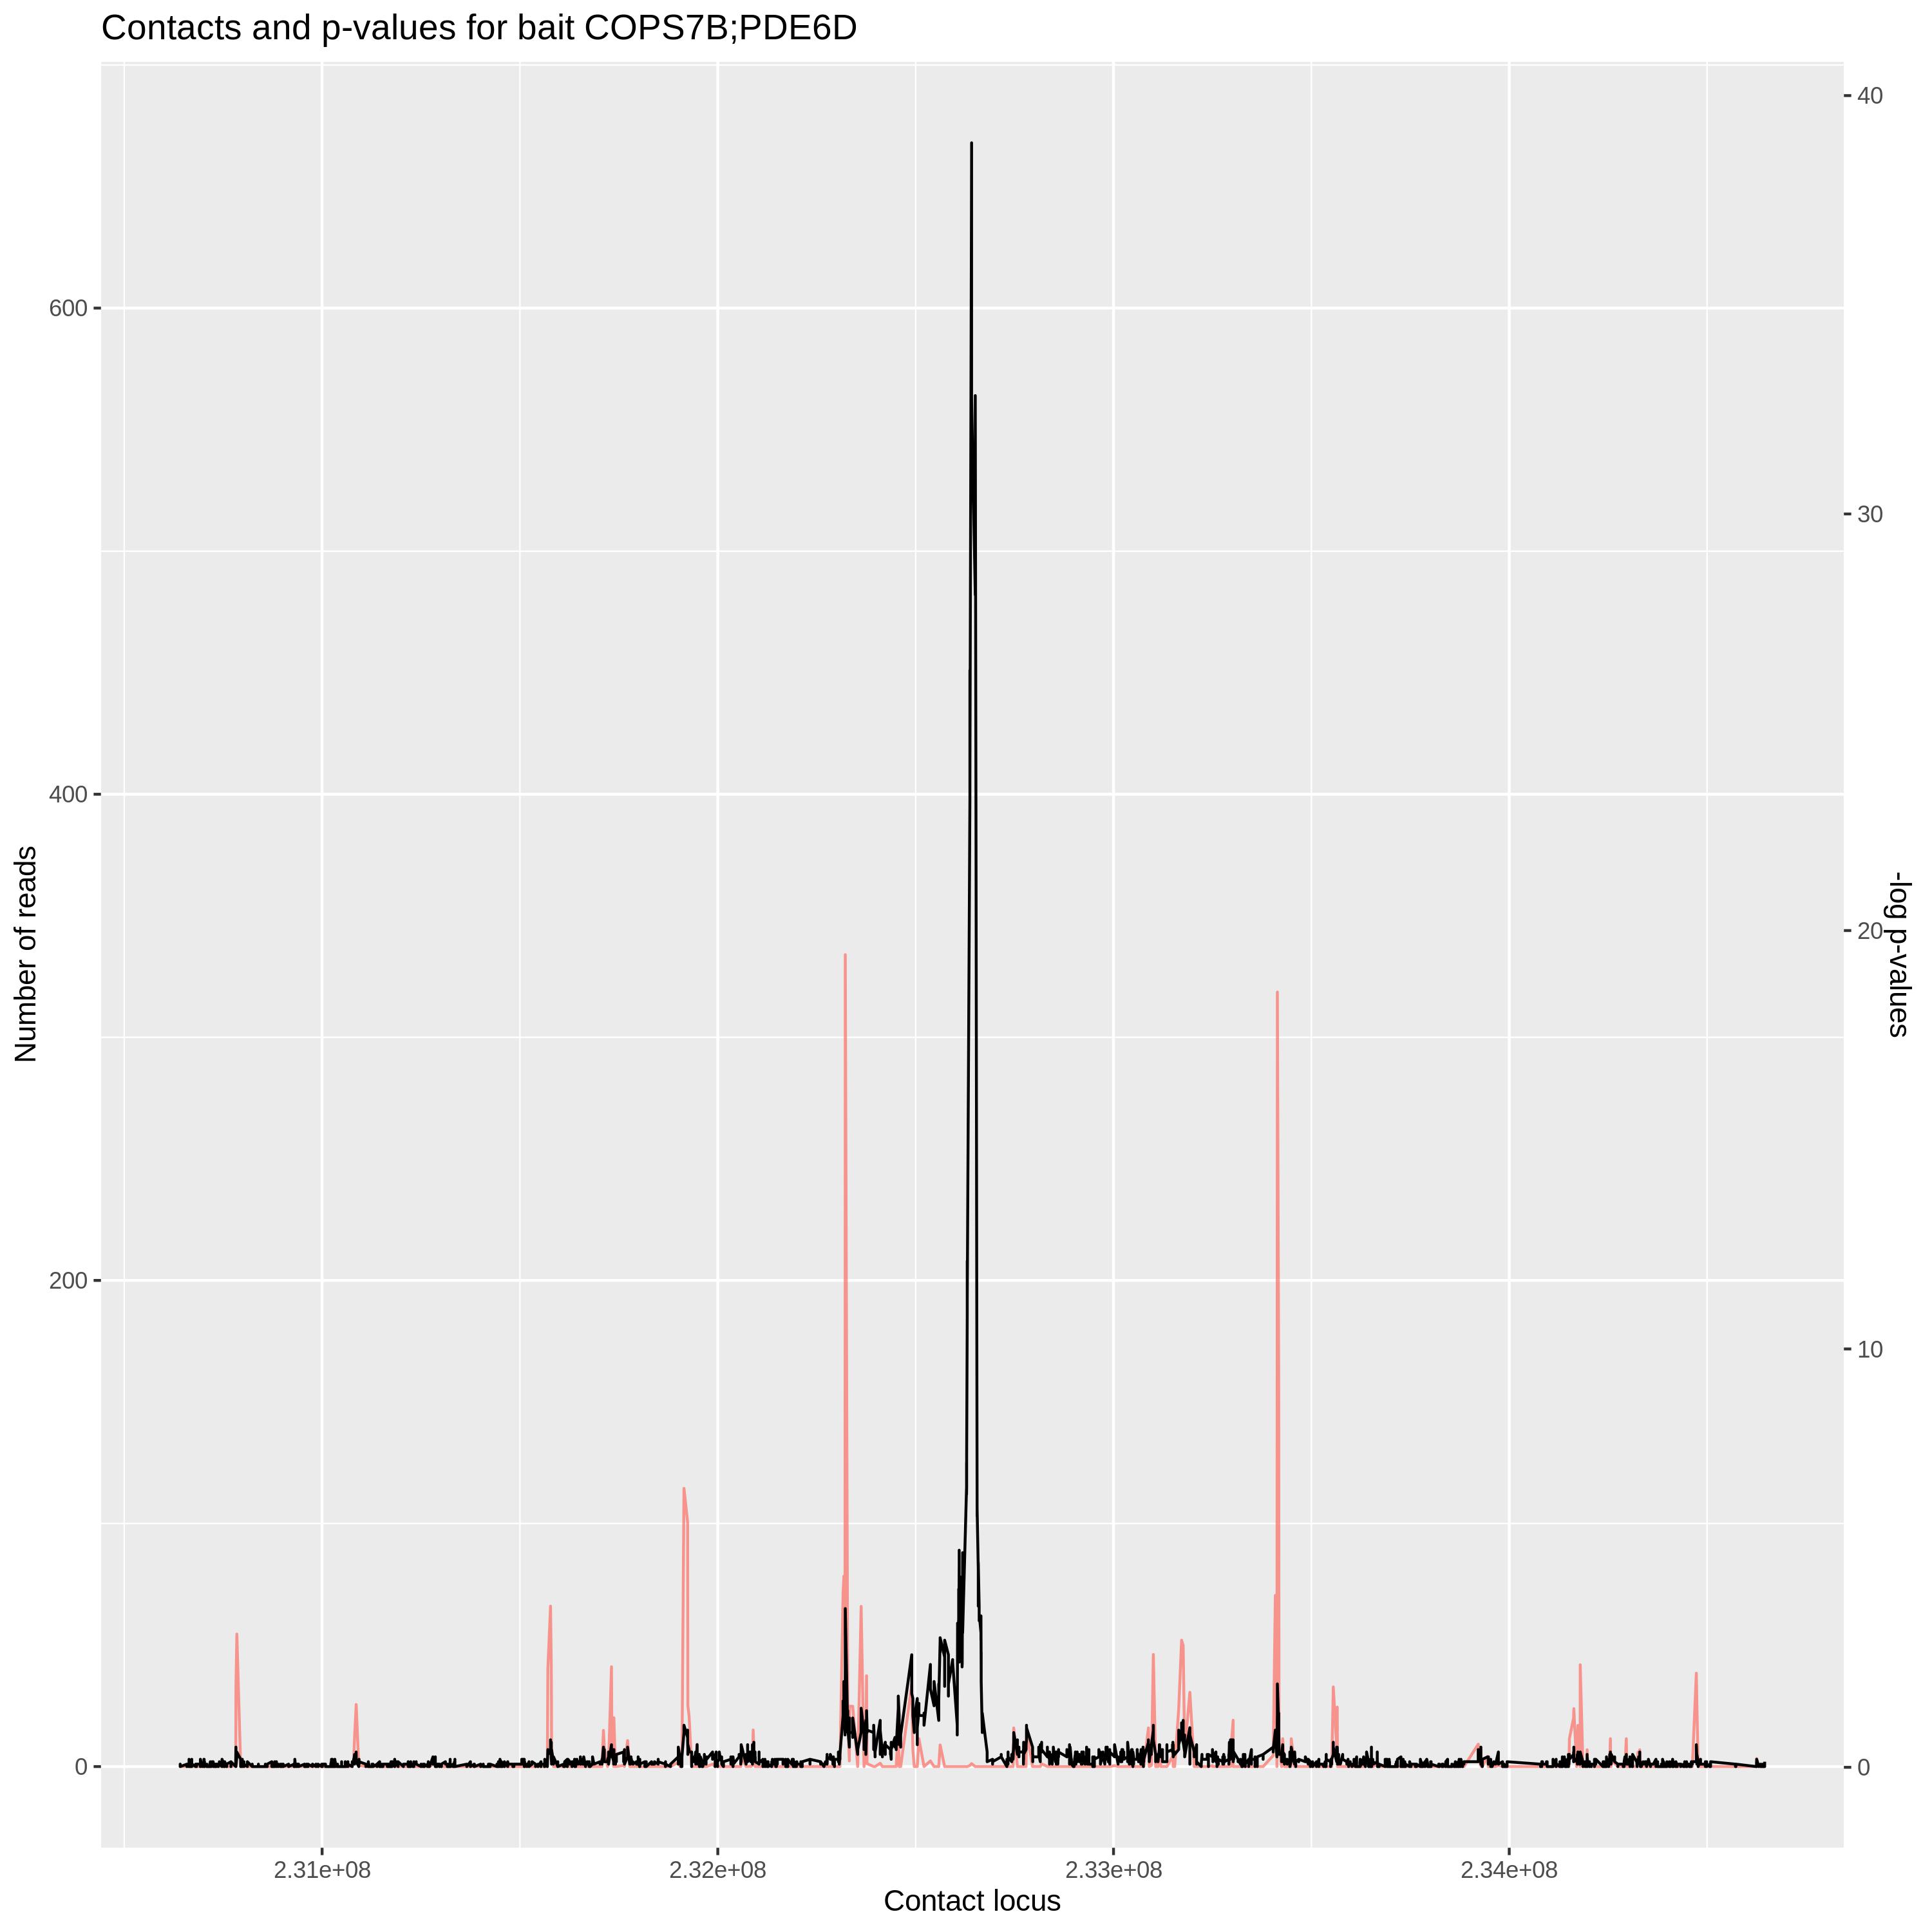 Contacts and p-values for bait COPS7B;PDE6D
40
600
30
400
Number of reads
20
-log p-values
200
10
0
0
2.31e+08
2.32e+08
2.33e+08
2.34e+08
Contact locus